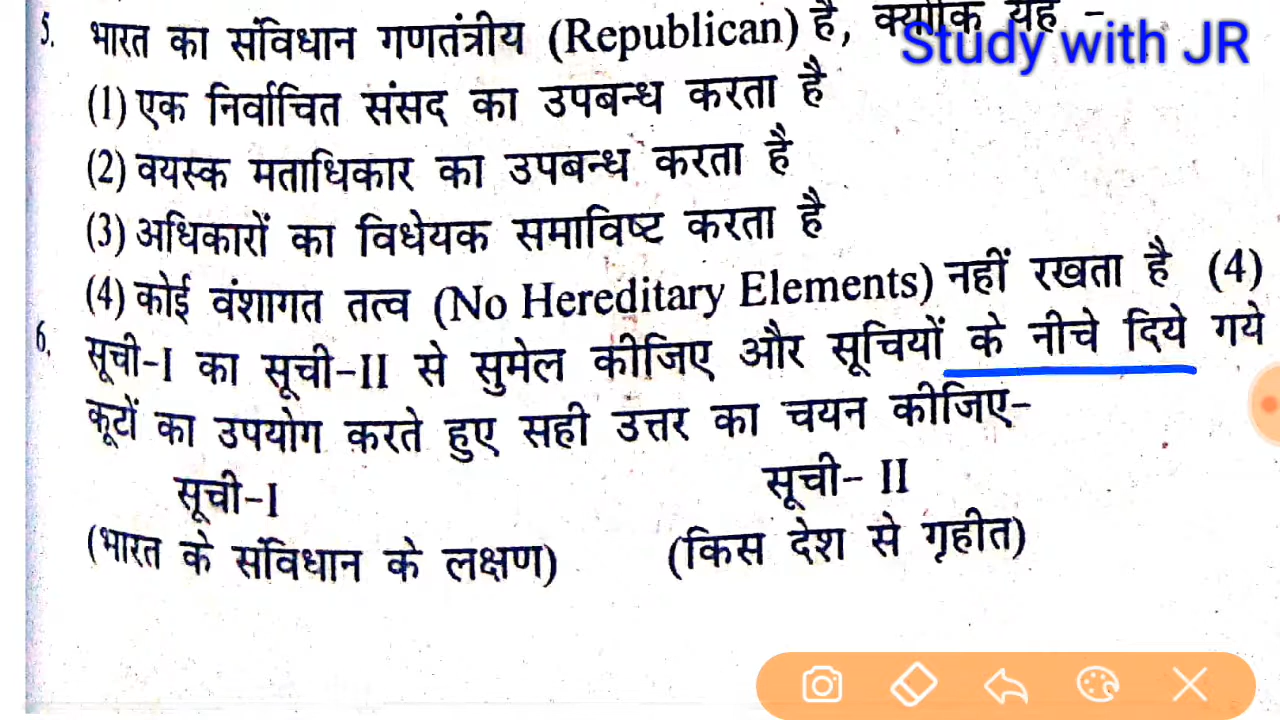 5. भारत का संविधान गणतंत्रीय (Republican) है, क्योंकि यह –
Study with JR
(1) एक निर्वाचित संसद का उपबन्ध करता है
(2) वयस्क मताधिकार का उपबन्ध करता है
(3) अधिकारों का विधेयक समाविष्ट करता है
(4) कोई वंशागत तत्व (No Hereditary Elements) नहीं रखता है (4)
6. सूची-I का सूची-II से सुमेल कीजिए और सूचियों के नीचे दिये गये
कूटों का उपयोग करते हुए सही उत्तर का चयन कीजिए-
सूची-I सूची- II
(भारत के संविधान के लक्षण) (किस देश से गृहीत)